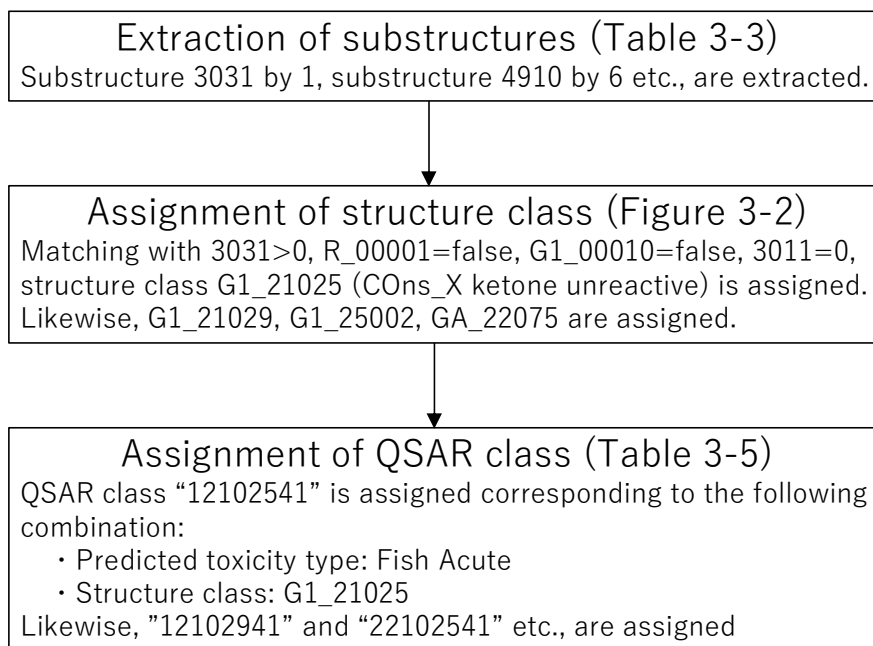 Extraction of substructures (Table 3-3)
Substructure 3031 by 1, substructure 4910 by 6 etc., are extracted.
Assignment of structure class (Figure 3-2)
Matching with 3031>0, R_00001=false, G1_00010=false, 3011=0,
structure class G1_21025 (COns_X ketone unreactive) is assigned.
Likewise, G1_21029, G1_25002, GA_22075 are assigned.
Assignment of QSAR class (Table 3-5)
QSAR class “12102541” is assigned corresponding to the following
combination:
・Predicted toxicity type: Fish Acute
・Structure class: G1_21025
Likewise, ”12102941” and “22102541” etc., are assigned